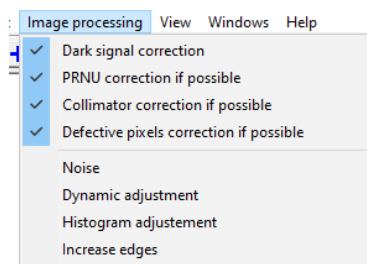 Image processing View Windows Help
Dark signal correction
PRNU correction if possible
Collimator correction if possible
Defective pixels correction if possible
Noise
Dynamic adjustment
Histogram adjustement
Increase edges